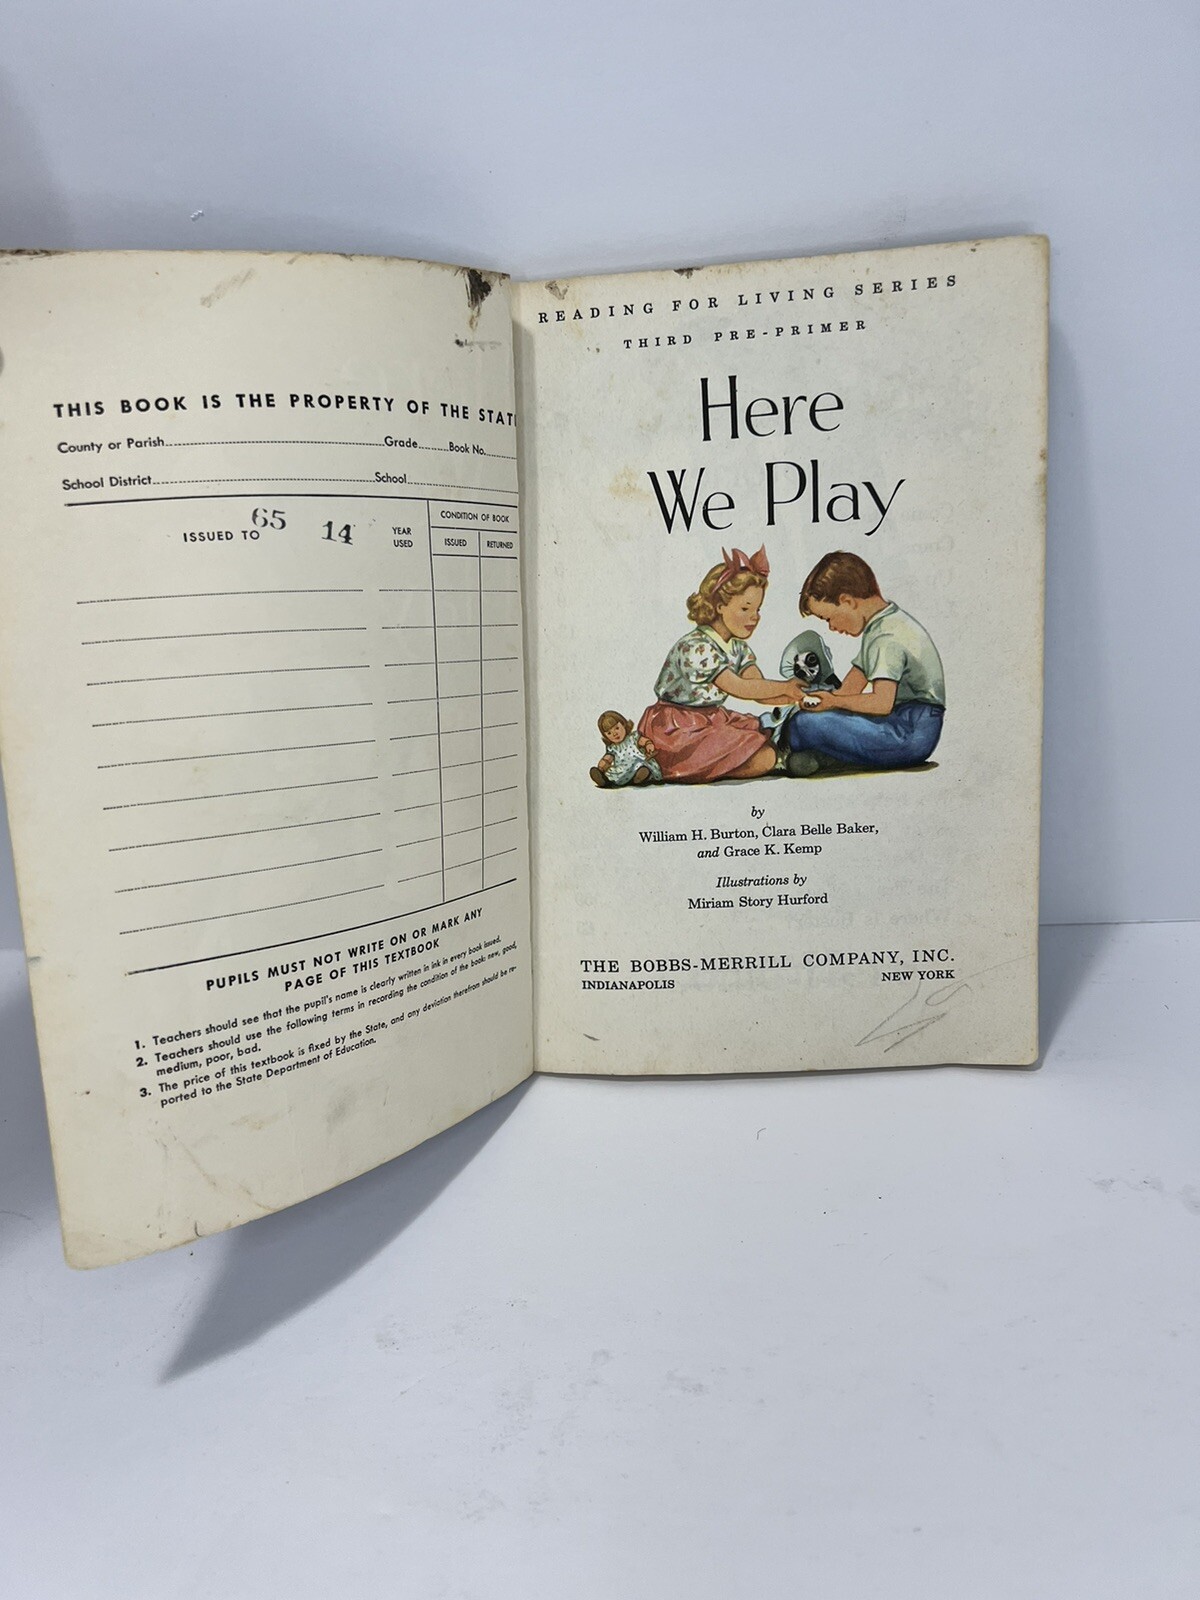 THIS BOOK IS THE PROPERTY OF THE STAT
County or Parish Grade Book No.
School District School
ISSUED TO 65 14 YEAR USED
CONDITION OF BOOK
ISSUED RETURNED
PUPILS MUST NOT WRITE ON OR MARK ANY
PAGE OF THIS TEXTBOOK
1. Teachers should see that the pupil's name is clearly written in ink in every book issued.
2. Teachers should use the following terms in recording the condition of the book: new, good,
medium, poor, bad.
3. The price of this textbook is fixed by the State, and any deviation therefrom should be re-
ported to the State Department of Education.
READING FOR LIVING SERIES
THIRD PRE-PRIMER
Here
We Play
by
William H. Burton, Clara Belle Baker,
and Grace K. Kemp
Illustrations by
Miriam Story Hurford
THE BOBBS-MERRILL COMPANY, INC.
INDIANAPOLIS NEW YORK